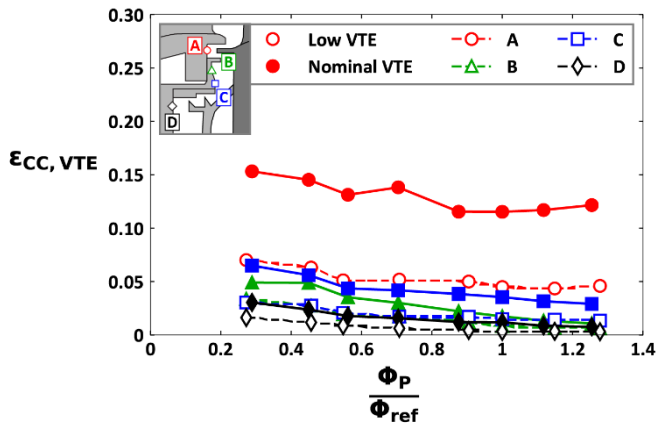 0.30
0.25
0.20
0.15
0.10
0.05
0
εCC, VTE
A
B
C
D
Low VTE
Nominal VTE
A
B
C
D
0
0.2
0.4
0.6
0.8
1.0
1.2
1.4
ΦP
Φref